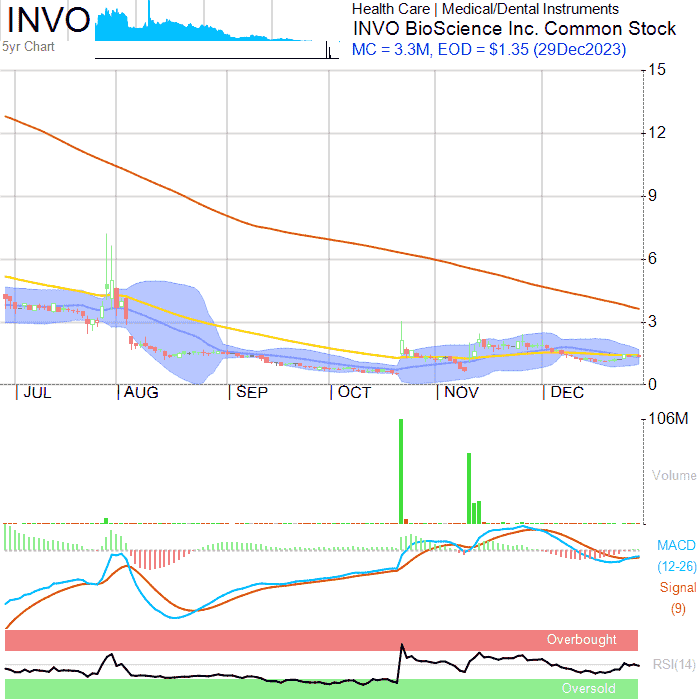 INVO
5yr Chart
Health Care | Medical/Dental Instruments
INVO BioScience Inc. Common Stock
MC = 3.3M, EOD = $1.35 (29Dec2023)
15
12
9
6
3
0
JUL AUG SEP OCT NOV DEC
106M
Volume
MACD
(12-26)
Signal
(9)
Overbought
RSI(14)
Oversold